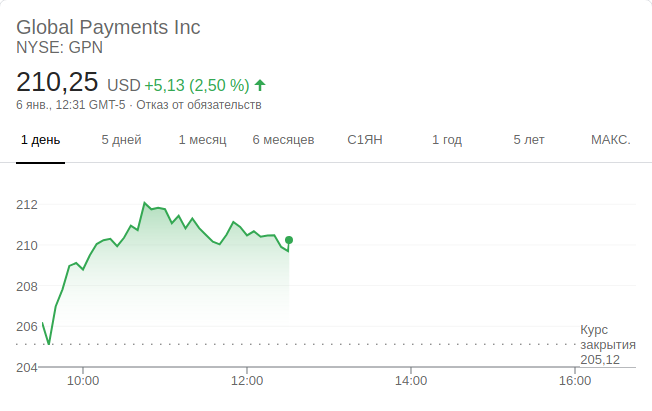 Global Payments Inc
NYSE: GPN
210,25 USD +5,13 (2,50 %)
6 янв., 12:31 GMT-5 · Отказ от обязательств
1 день 5 дней 1 месяц 6 месяцев С1ЯН 1 год 5 лет МАКС.
212
210
208
206
204
Курс
закрытия
205,12
10:00 12:00 14:00 16:00